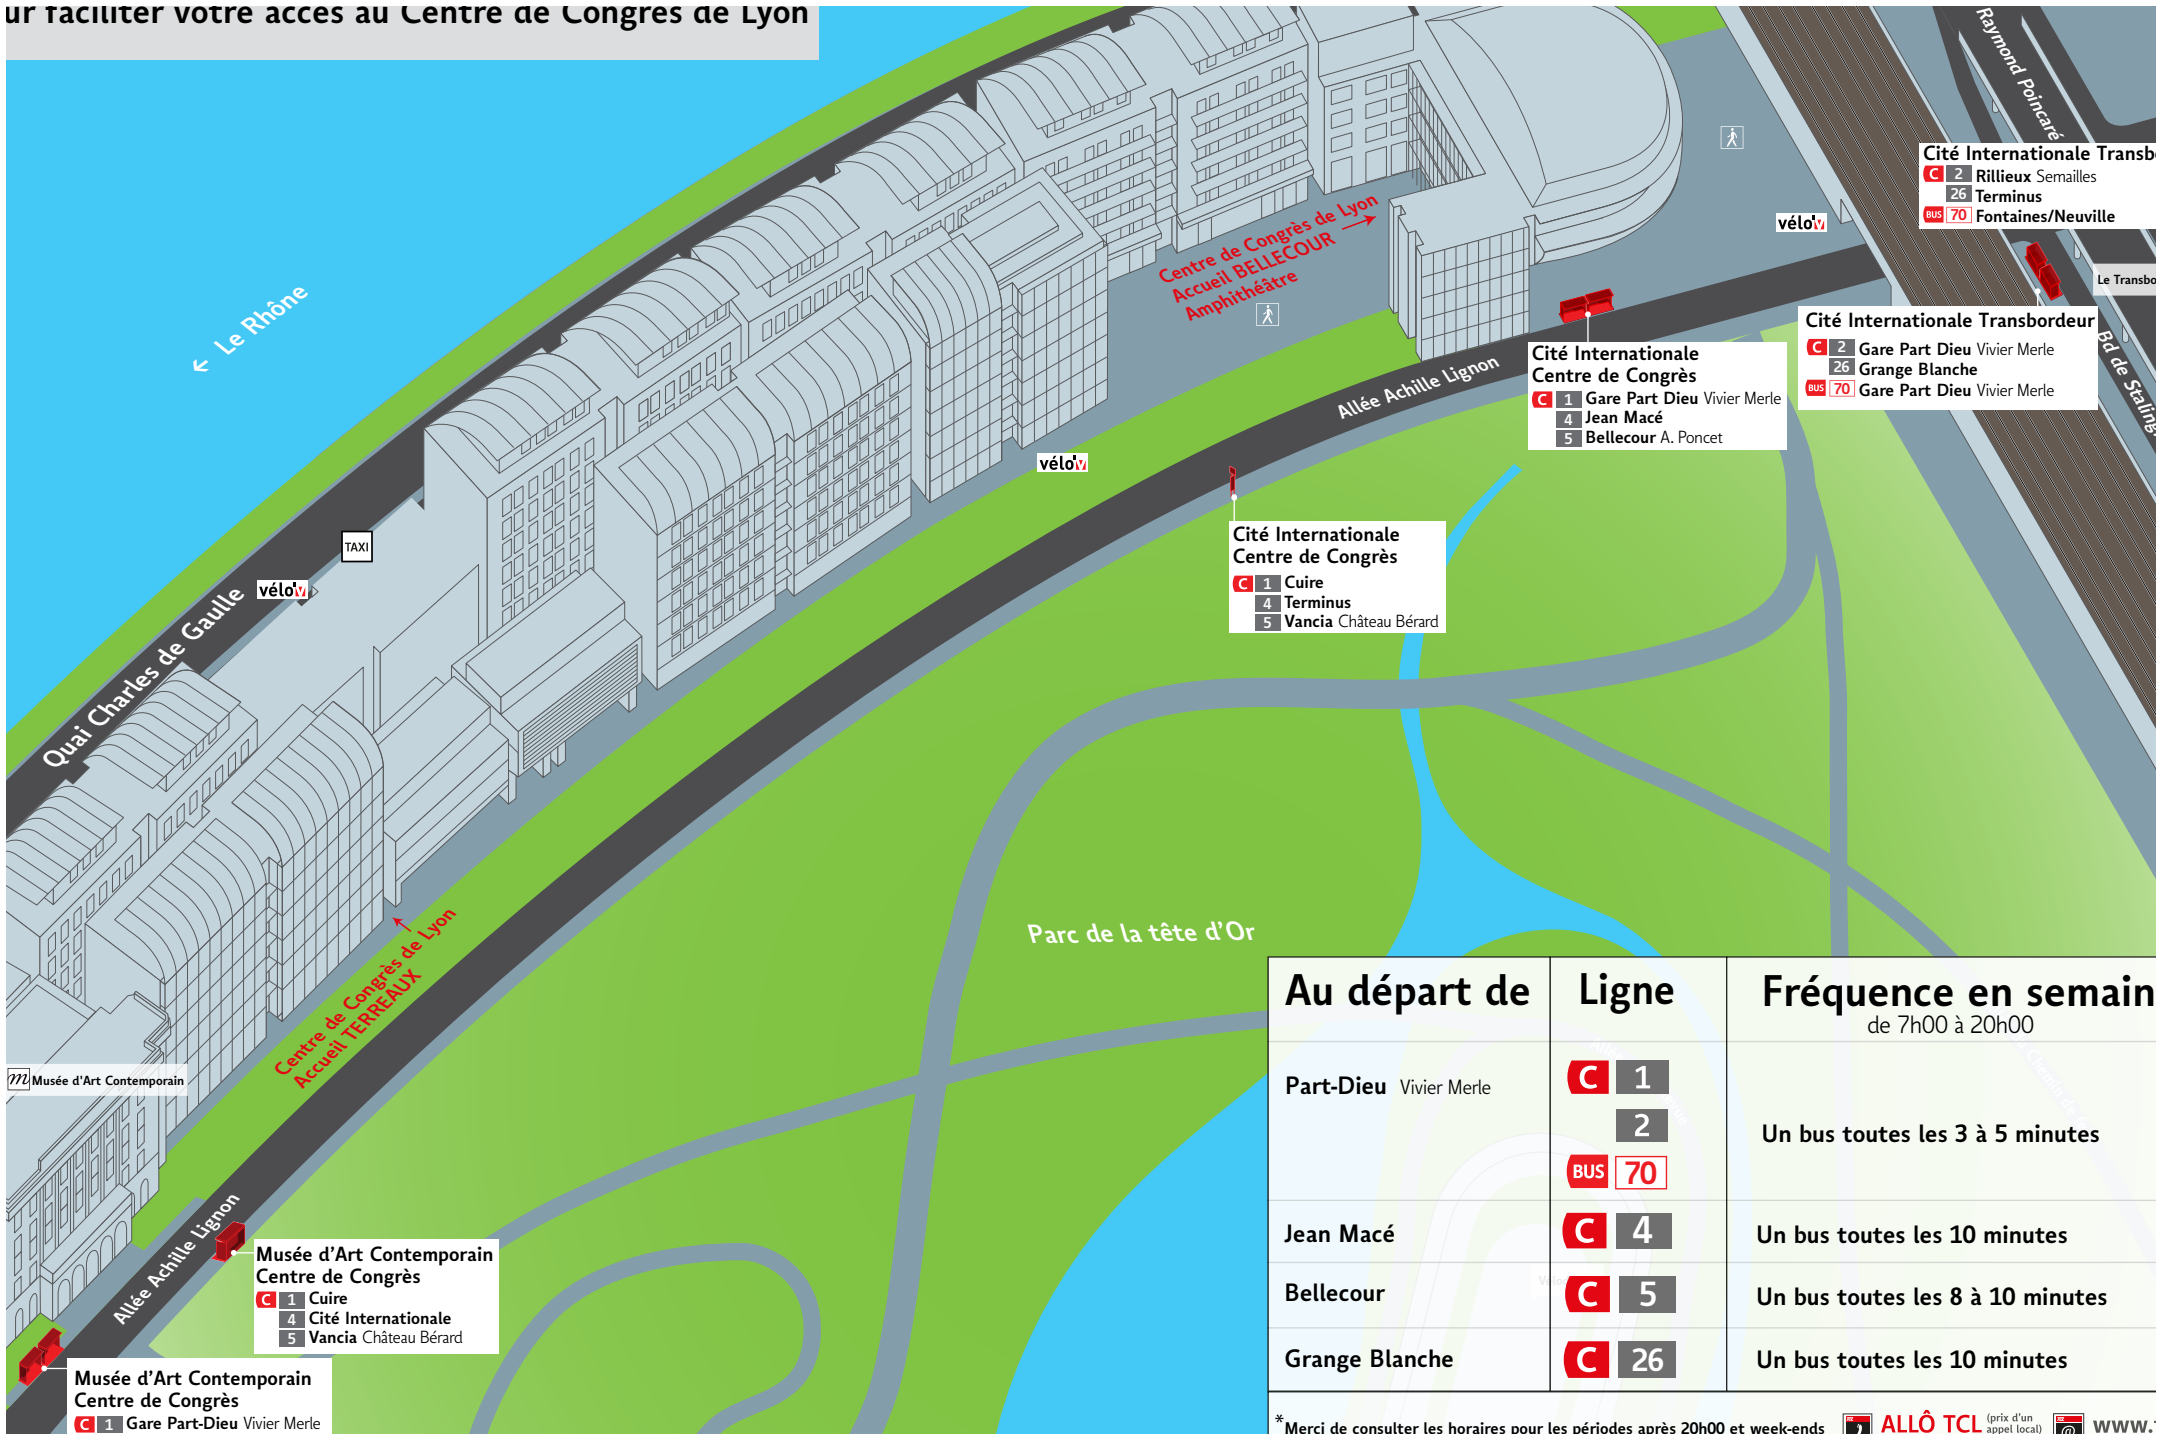 ur faciliter votre accès au Centre de Congrès de Lyon
Raymond Poincaré
Cité Internationale Transb
C 2 Rillieux Semailles
26 Terminus
BUS 70 Fontaines/Neuville
vélo'v
Centre de Congrès de Lyon
Accueil BELLECOUR
Amphithéâtre
Le Transbo
← Le Rhône
Cité Internationale Transbordeur
C 2 Gare Part Dieu Vivier Merle
26 Grange Blanche
BUS 70 Gare Part Dieu Vivier Merle
Bd de Staling
Cité Internationale
Centre de Congrès
C 1 Gare Part Dieu Vivier Merle
4 Jean Macé
5 Bellecour A. Poncet
Allée Achille Lignon
vélo'v
TAXI
vélo'v
Quai Charles de Gaulle
Cité Internationale
Centre de Congrès
C 1 Cuire
4 Terminus
5 Vancia Château Bérard
Parc de la tête d'Or
Centre de Congrès de Lyon
Accueil TERREAUX
m Musée d'Art Contemporain
Allée Achille Lignon
Musée d'Art Contemporain
Centre de Congrès
C 1 Cuire
4 Cité Internationale
5 Vancia Château Bérard
Musée d'Art Contemporain
Centre de Congrès
C 1 Gare Part-Dieu Vivier Merle
Au départ de Ligne Fréquence en semain
de 7h00 à 20h00
Part-Dieu Vivier Merle C 1
2 Un bus toutes les 3 à 5 minutes
BUS 70
Jean Macé C 4 Un bus toutes les 10 minutes
Bellecour C 5 Un bus toutes les 8 à 10 minutes
Grange Blanche C 26 Un bus toutes les 10 minutes
*Merci de consulter les horaires pour les périodes après 20h00 et week-ends
ALLÔ TCL (prix d'un
appel local)
@ www.